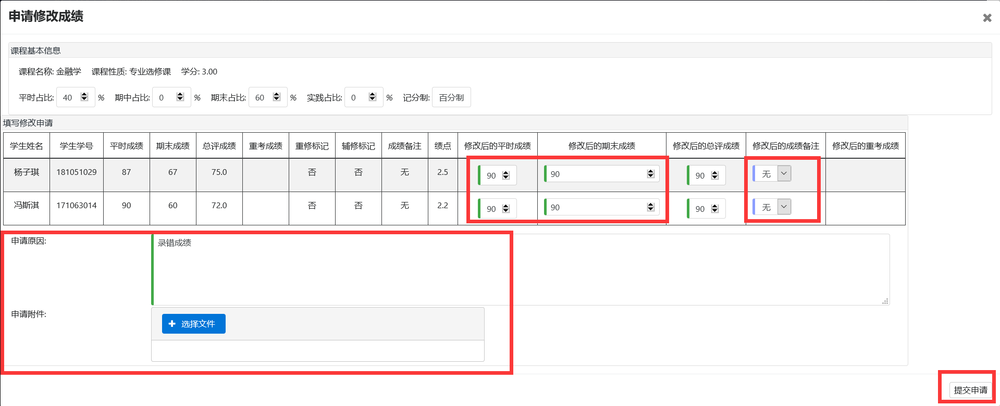 申请修改成绩
课程基本信息
课程名称: 金融学 课程性质: 专业选修课 学分: 3.00
平时占比: 40 % 期中占比: 0 % 期末占比: 60 % 实践占比: 0 % 记分制: 百分制
填写修改申请
学生姓名 学生学号 平时成绩 期末成绩 总评成绩 重考成绩 重修标记 辅修标记 成绩备注 绩点 修改后的平时成绩 修改后的期末成绩 修改后的总评成绩 修改后的成绩备注 修改后的重考成绩
杨子琪 181051029 87 67 75.0 否 否 无 2.5 90 90 90 无
冯斯淇 171063014 90 60 72.0 否 否 无 2.2 90 90 90 无
申请原因: 录错成绩
申请附件: 选择文件
提交申请